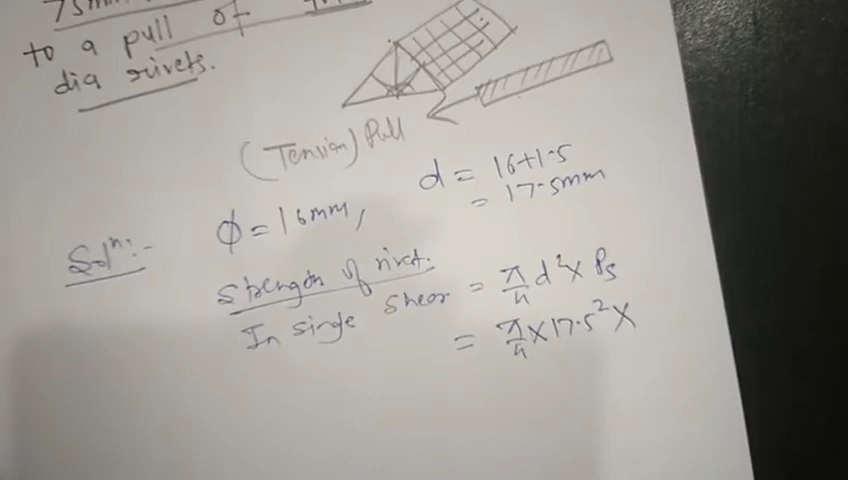 75mm
to a pull of
dia rivets.
(Tension) Pull
Solⁿ:- ϕ = 16mm, d = 16+1.5
= 17.5mm
Strength of rivet.
In single shear = π/4 d² × Ps
= π/4 × 17.5² ×